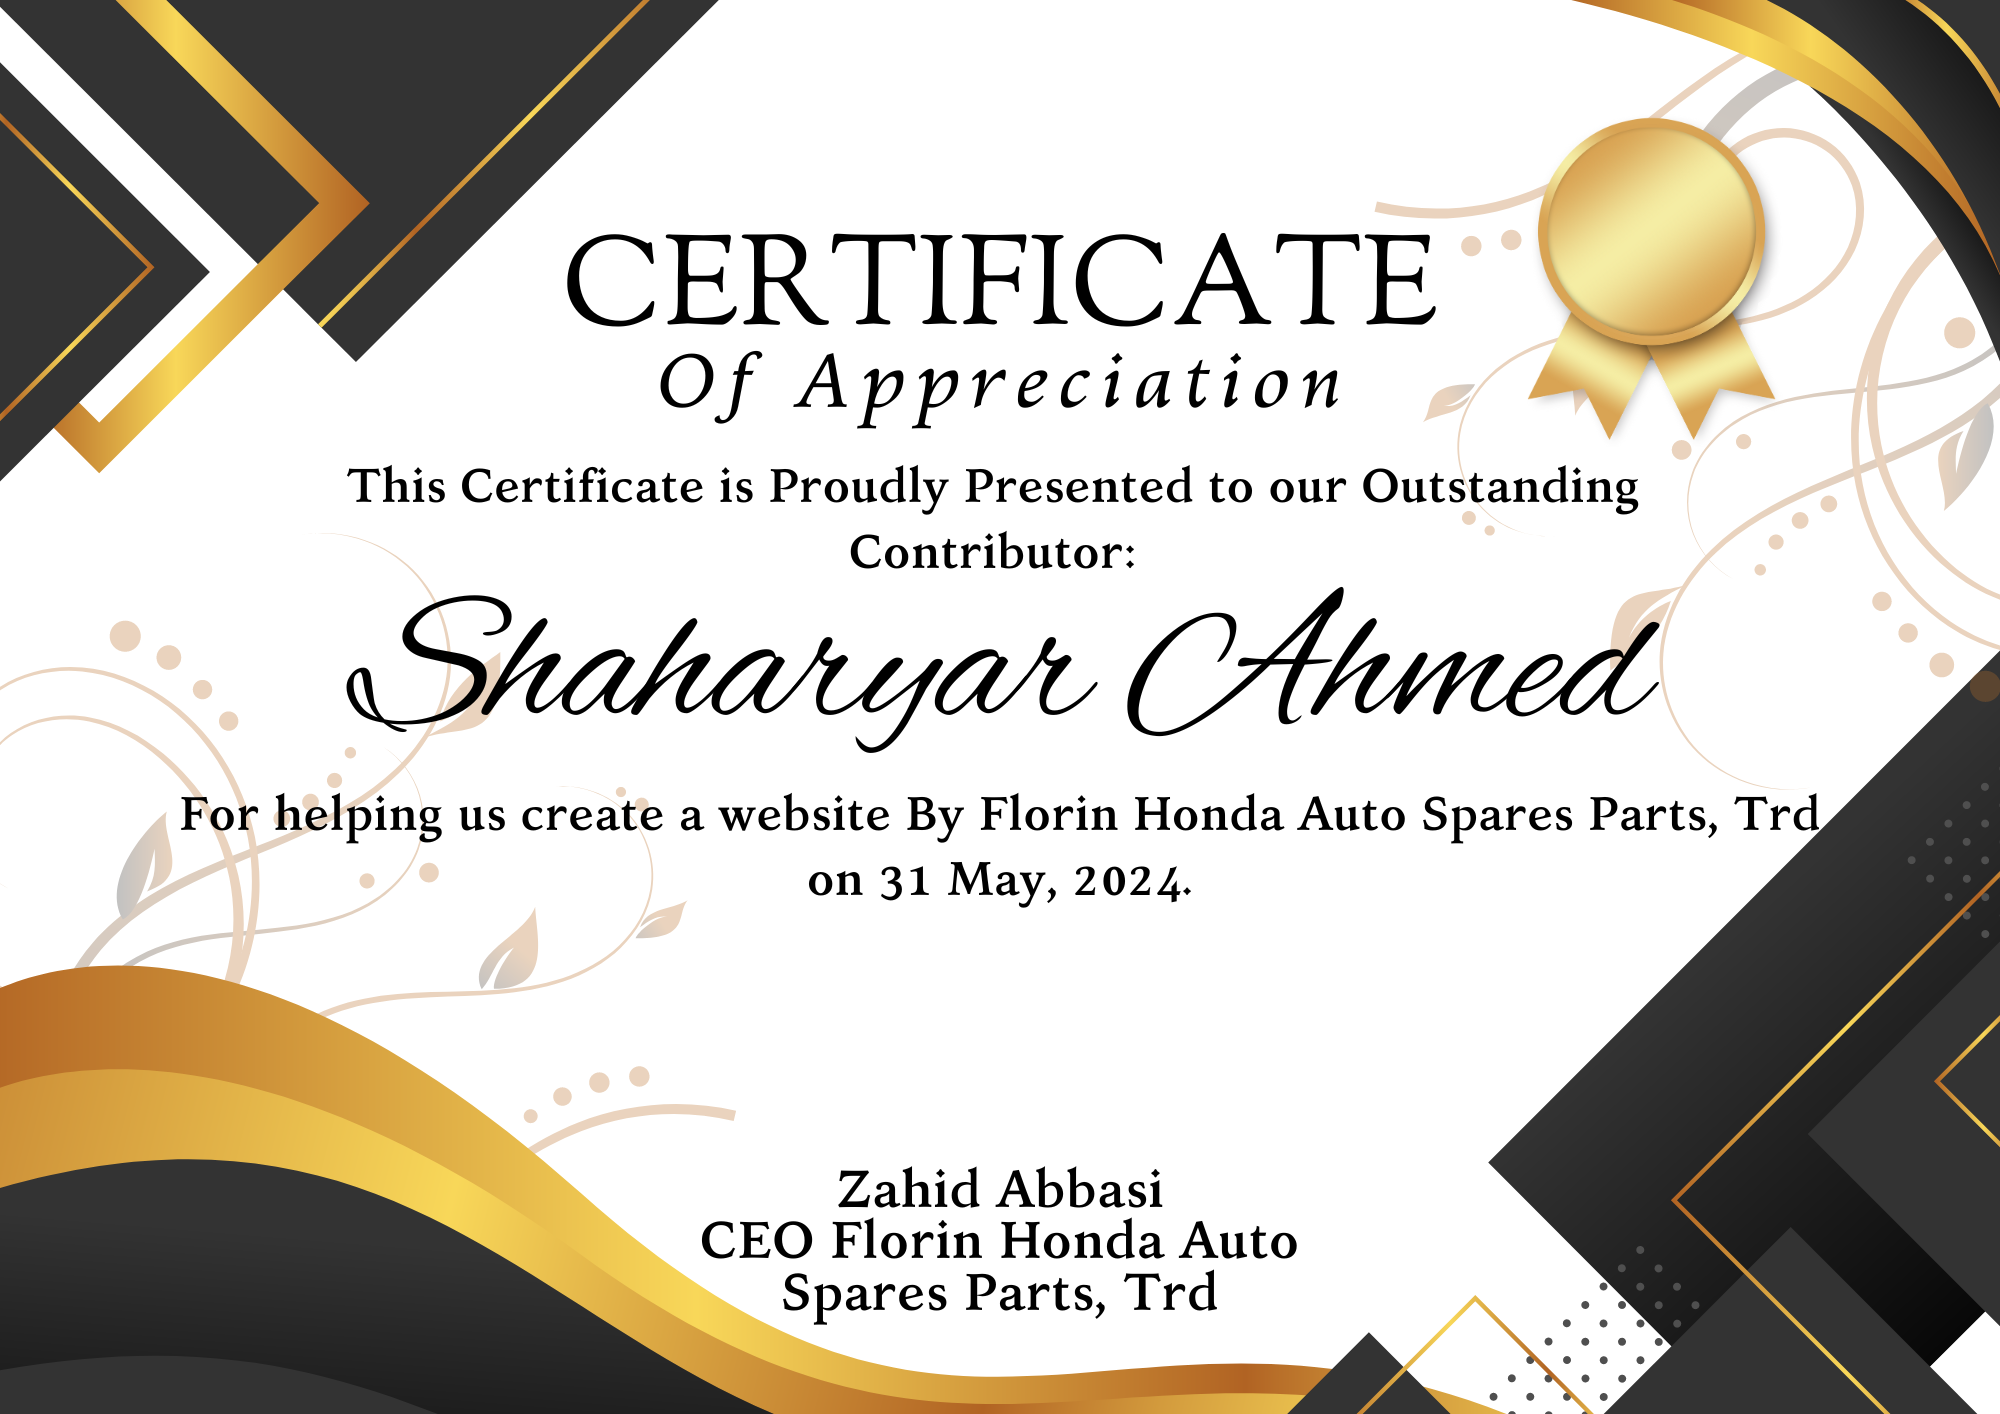 CERTIFICATE
Of Appreciation
This Certificate is Proudly Presented to our Outstanding
Contributor:
Shaharyar Ahmed
For helping us create a website By Florin Honda Auto Spares Parts, Trd
on 31 May, 2024.
Zahid Abbasi
CEO Florin Honda Auto
Spares Parts, Trd